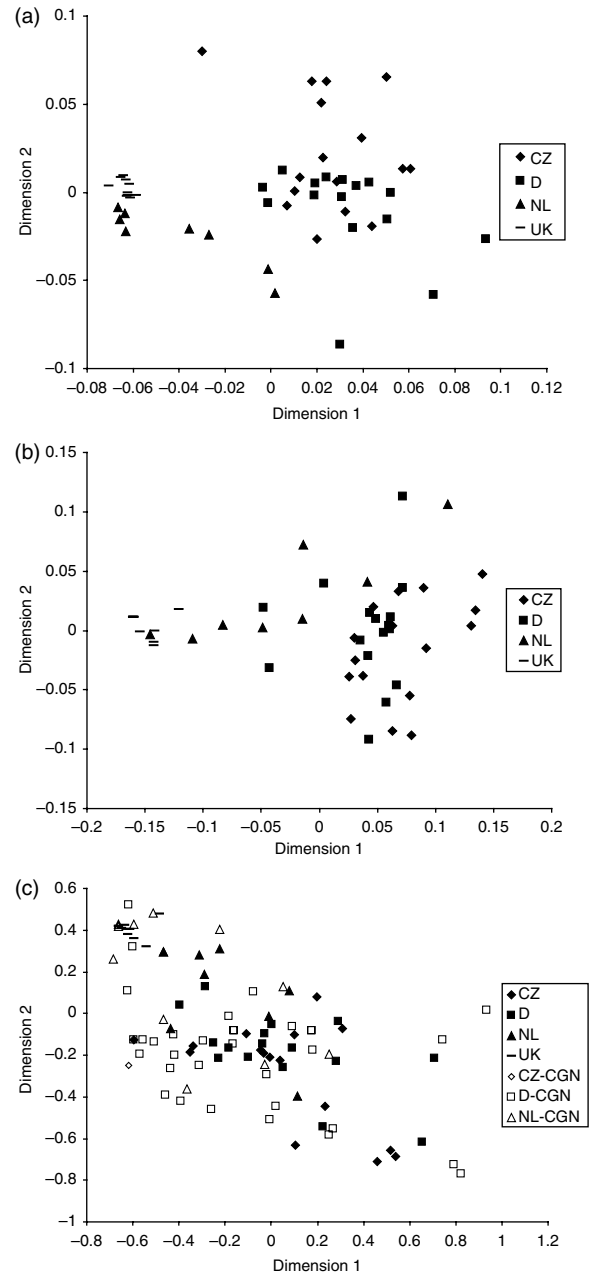 (a)
0.1
0.05
0
−0.05
−0.1
Dimension 2
−0.08 −0.06 −0.04 −0.02 0 0.02 0.04 0.06 0.08 0.1 0.12
Dimension 1
CZ
D
NL
UK
(b)
0.15
0.1
0.05
0
−0.05
−0.1
−0.15
Dimension 2
−0.2 −0.15 −0.1 −0.05 0 0.05 0.1 0.15 0.2
Dimension 1
CZ
D
NL
UK
(c)
0.6
0.4
0.2
0
−0.2
−0.4
−0.6
−0.8
−1
Dimension 2
−0.8 −0.6 −0.4 −0.2 0 0.2 0.4 0.6 0.8 1 1.2
Dimension 1
CZ
D
NL
UK
CZ-CGN
D-CGN
NL-CGN